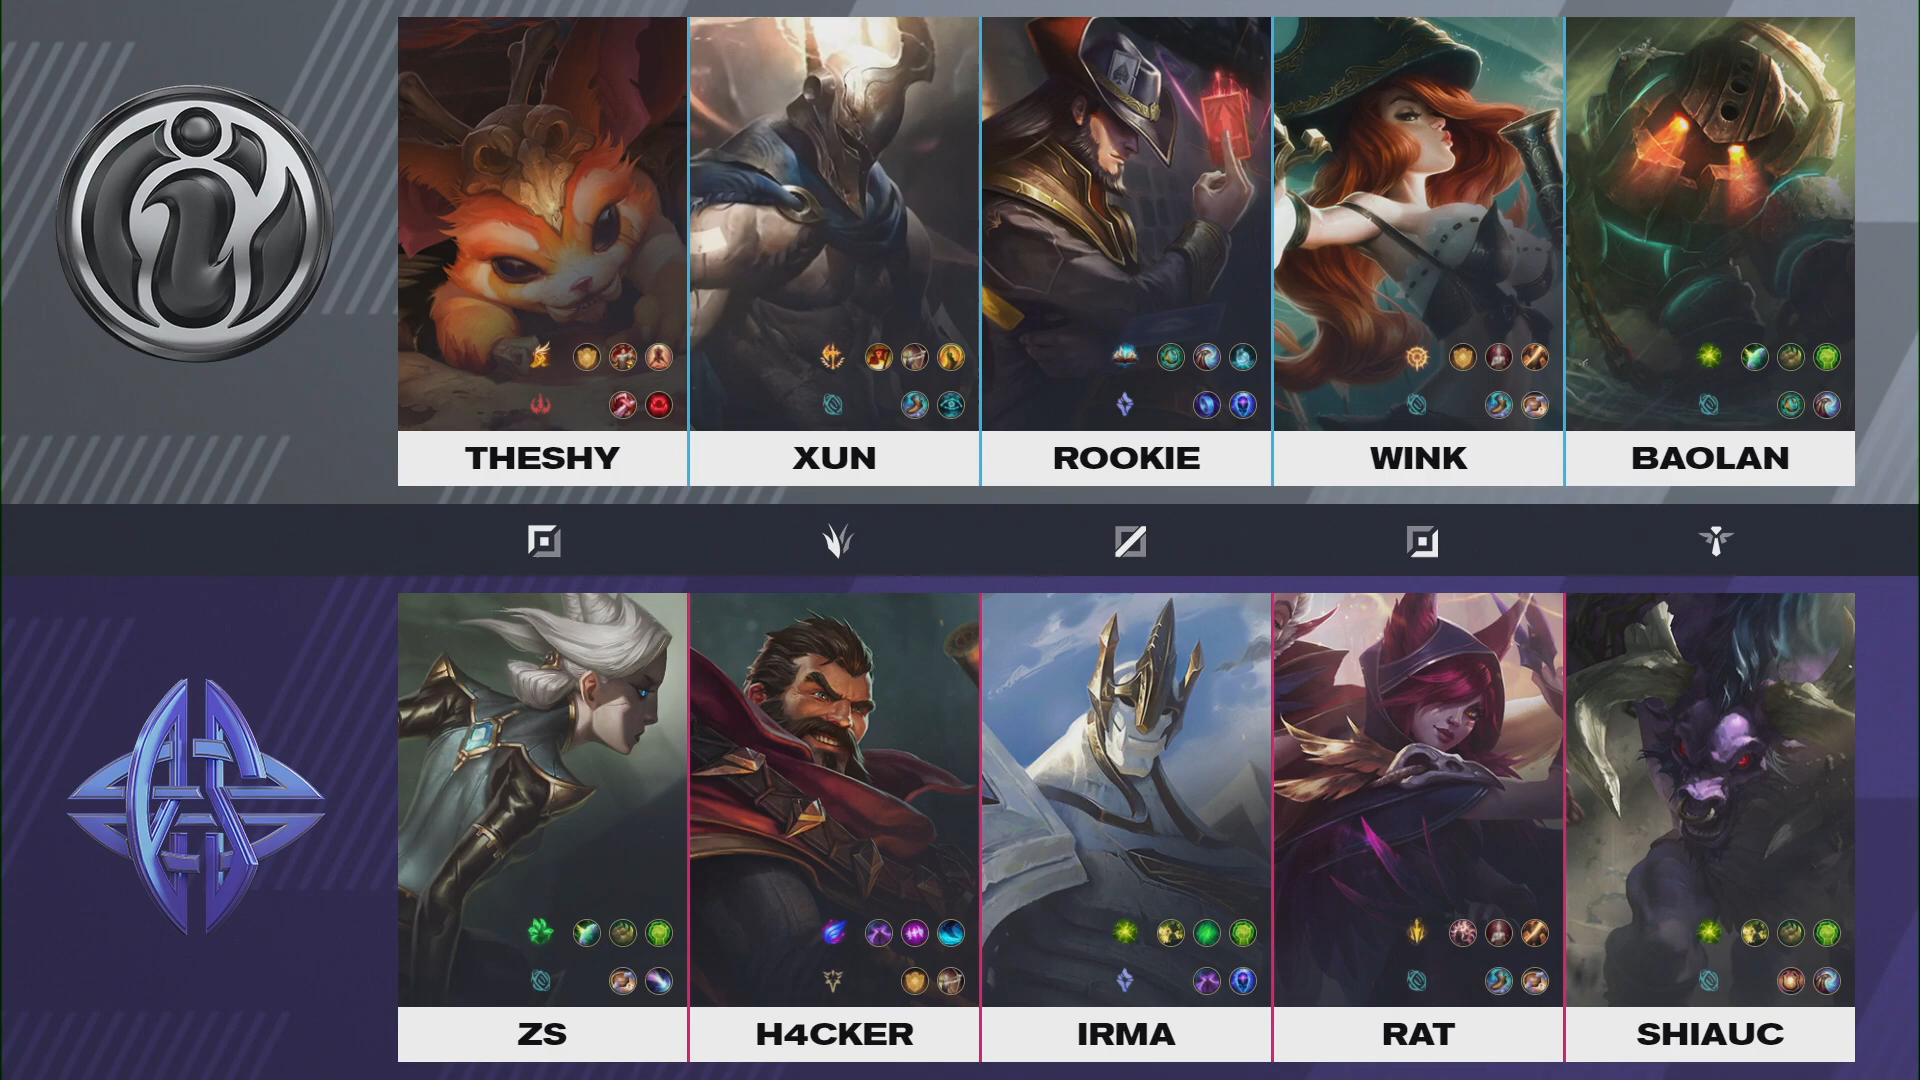 THESHY
XUN
ROOKIE
WINK
BAOLAN
ZS
H4CKER
IRMA
RAT
SHIAUC